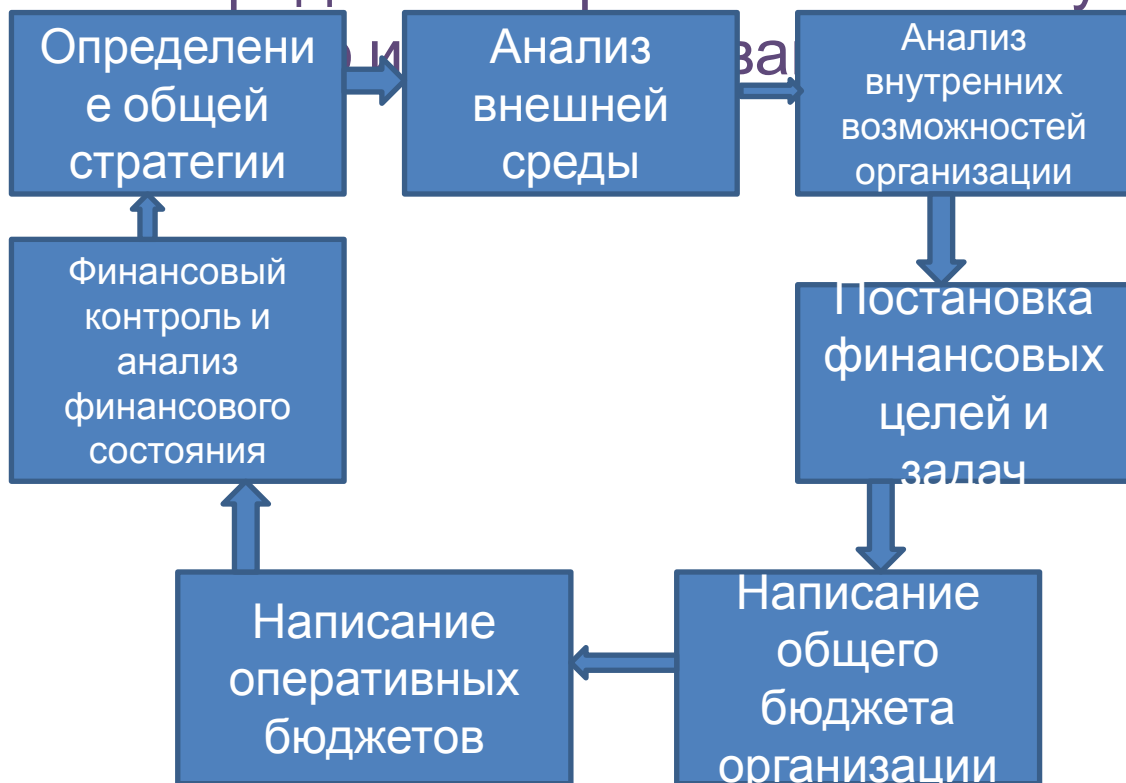 Определени
е общей
стратегии
Анализ
внешней
среды
Анализ
внутренних
возможностей
организации
Финансовый
контроль и
анализ
финансового
состояния
Постановка
финансовых
целей и
задач
Написание
оперативных
бюджетов
Написание
общего
бюджета
организации